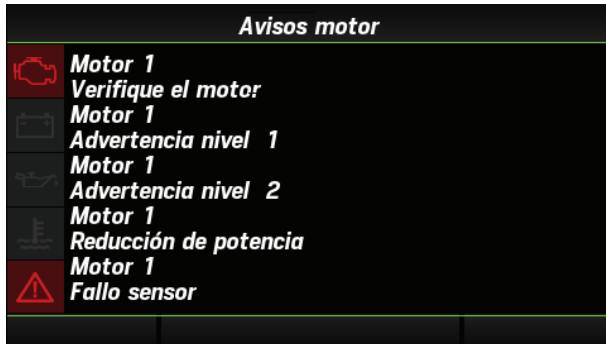 Avisos motor
Motor 1
Verifique el motor
Motor 1
Advertencia nivel 1
Motor 1
Advertencia nivel 2
Motor 1
Reducción de potencia
Motor 1
Fallo sensor